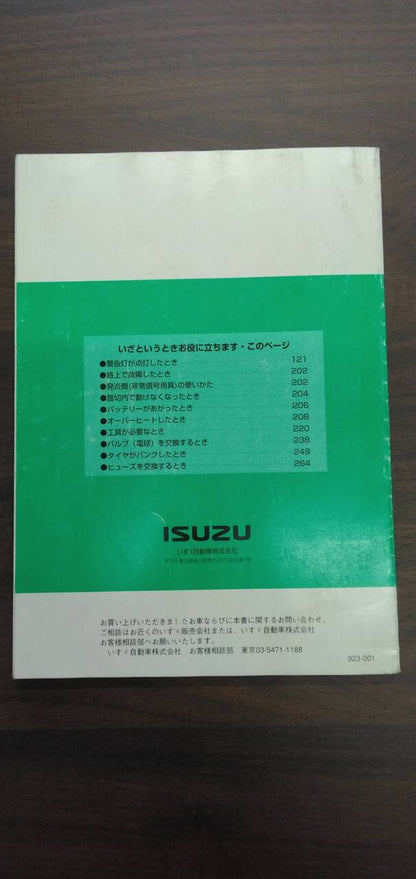 いざというときお役に立ちます・このページ
●警告灯が点灯したとき 121
●路上で故障したとき 202
●発炎筒(非常信号用具)の使いかた 202
●踏切内で動けなくなったとき 204
●バッテリーがあがったとき 206
●オーバーヒートしたとき 208
●工具が必要なとき 220
●バルブ（電球）を交換するとき 238
●タイヤがパンクしたとき 249
●ヒューズを交換するとき 264
ISUZU
いすゞ自動車株式会社
お買い上げいただきましたお車ならびに本書に関するお問い合わせ、
ご相談はお近くのいすゞ販売会社または、いすゞ自動車株式会社
お客様相談部へお願いいたします。
いすゞ自動車株式会社 お客様相談部 東京03-5471-1188
923-001